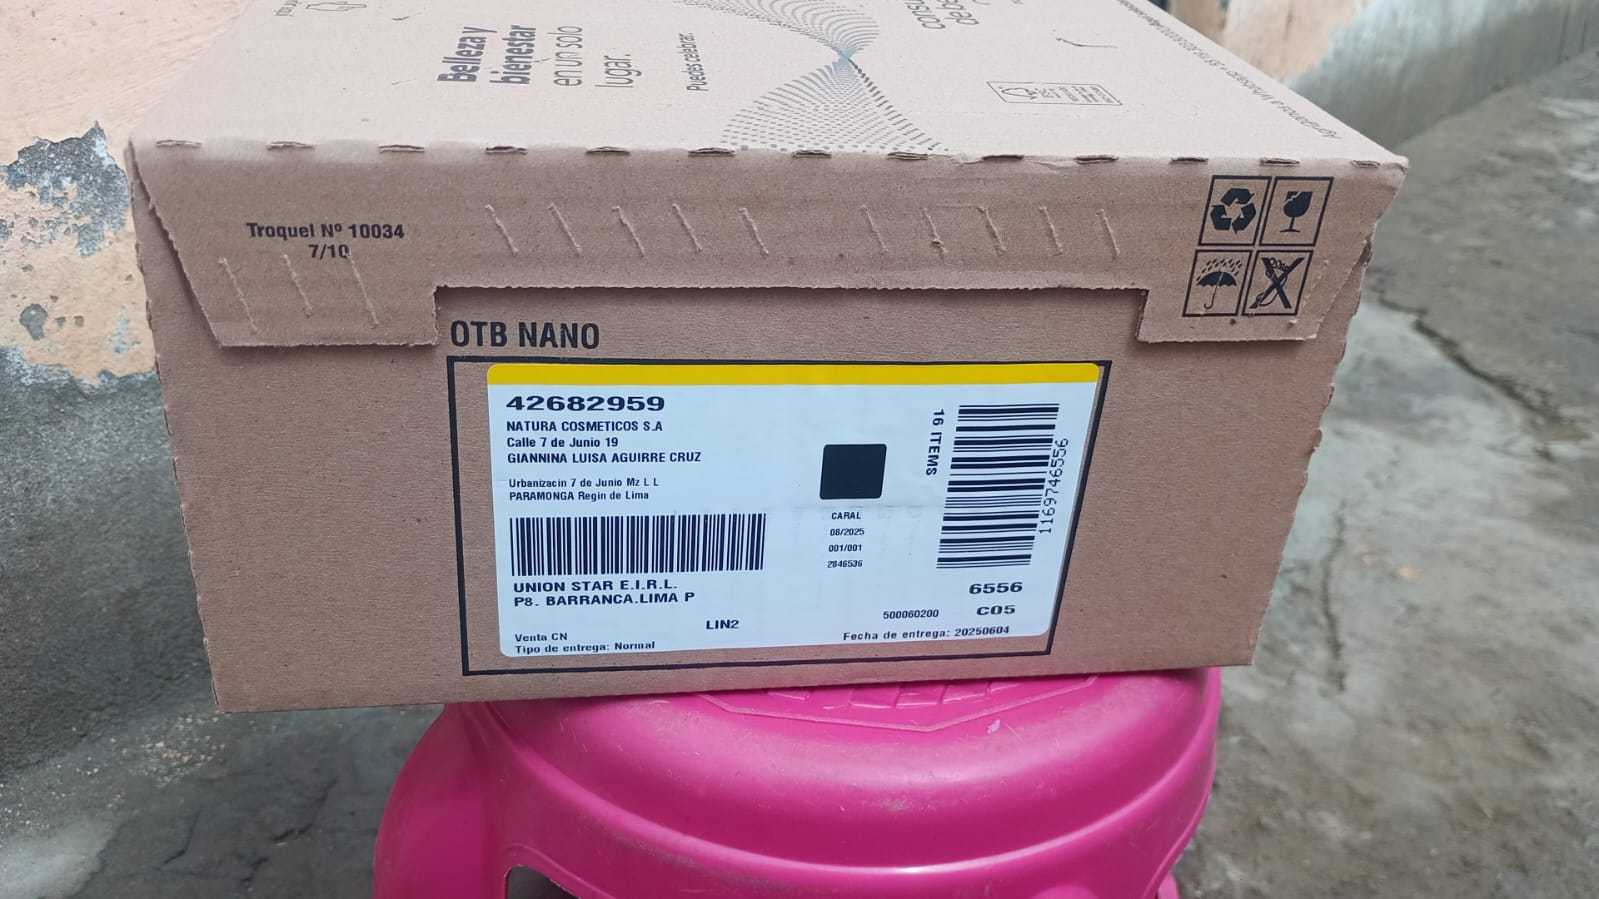 Belleza y
bienestar
en un solo
lugar.
Puedes celebrar.
Troquel Nº 10034
7/10
OTB NANO
42682959
NATURA COSMETICOS S.A
Calle 7 de Junio 19
GIANNINA LUISA AGUIRRE CRUZ
Urbanizacin 7 de Junio Mz L L
PARAMONGA Regin de Lima
UNION STAR E.I.R.L.
P8. BARRANCA.LIMA P
LIN2
Venta CN
Tipo de entrega: Normal
CARAL
08/2025
001/001
2846536
16 ITEMS
1169746556
6556
500060200
C05
Fecha de entrega: 20250604